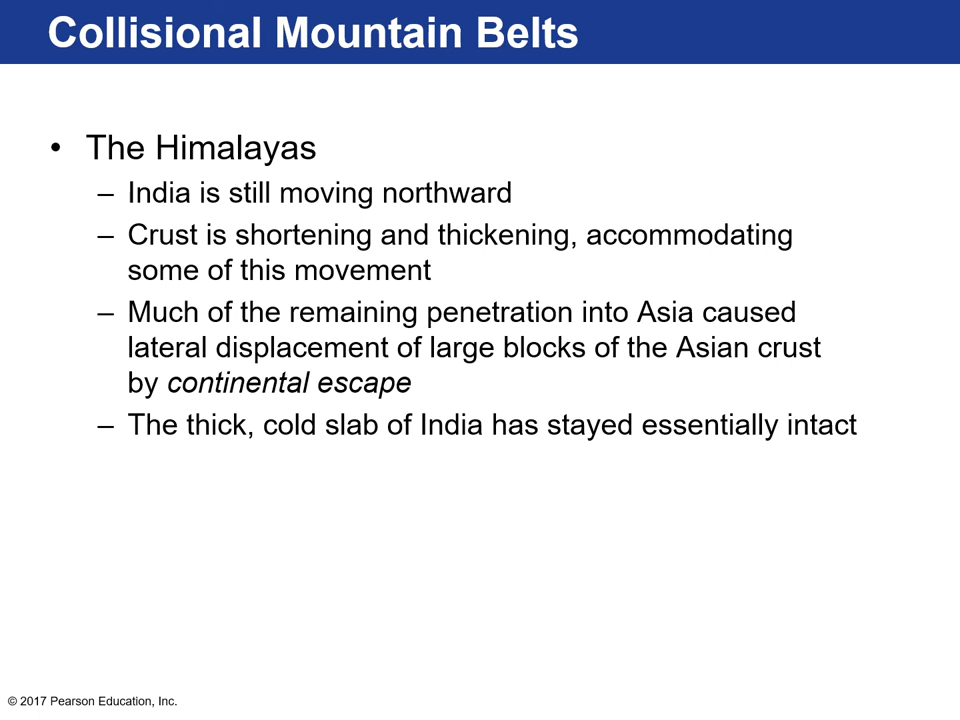 Collisional Mountain Belts
• The Himalayas
– India is still moving northward
– Crust is shortening and thickening, accommodating
some of this movement
– Much of the remaining penetration into Asia caused
lateral displacement of large blocks of the Asian crust
by continental escape
– The thick, cold slab of India has stayed essentially intact
© 2017 Pearson Education, Inc.